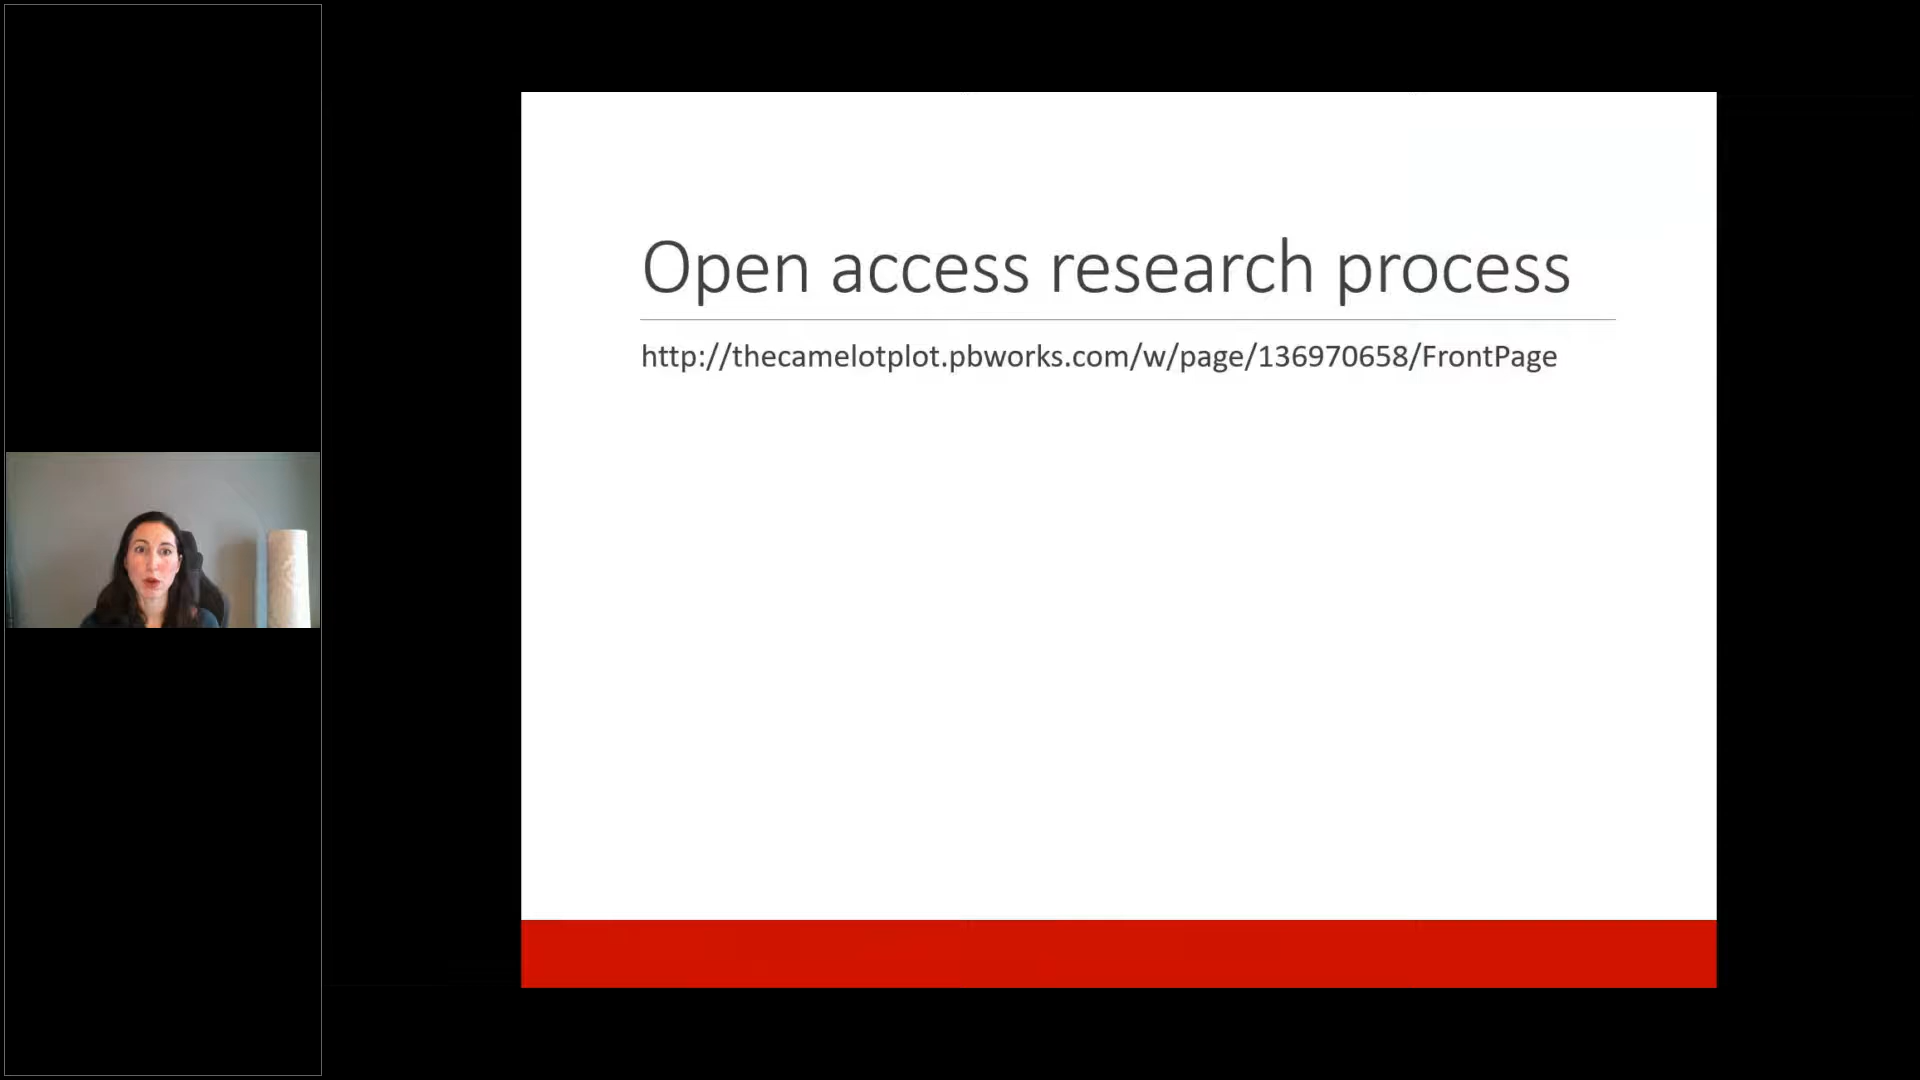 Open access research process
http://thecamelotplot.pbworks.com/w/page/136970658/FrontPage